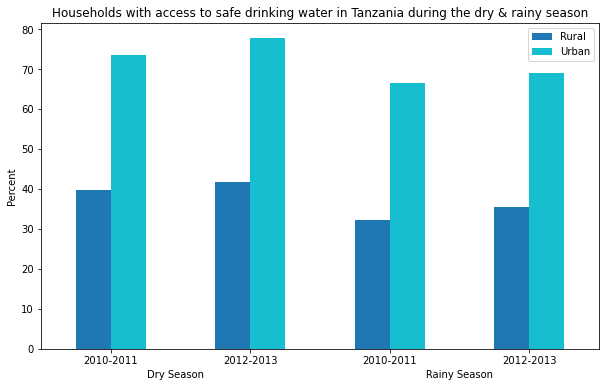 Households with access to safe drinking water in Tanzania during the dry & rainy season
Rural
Urban
Percent
80
70
60
50
40
30
20
10
0
2010-2011 2012-2013 2010-2011 2012-2013
Dry Season Rainy Season